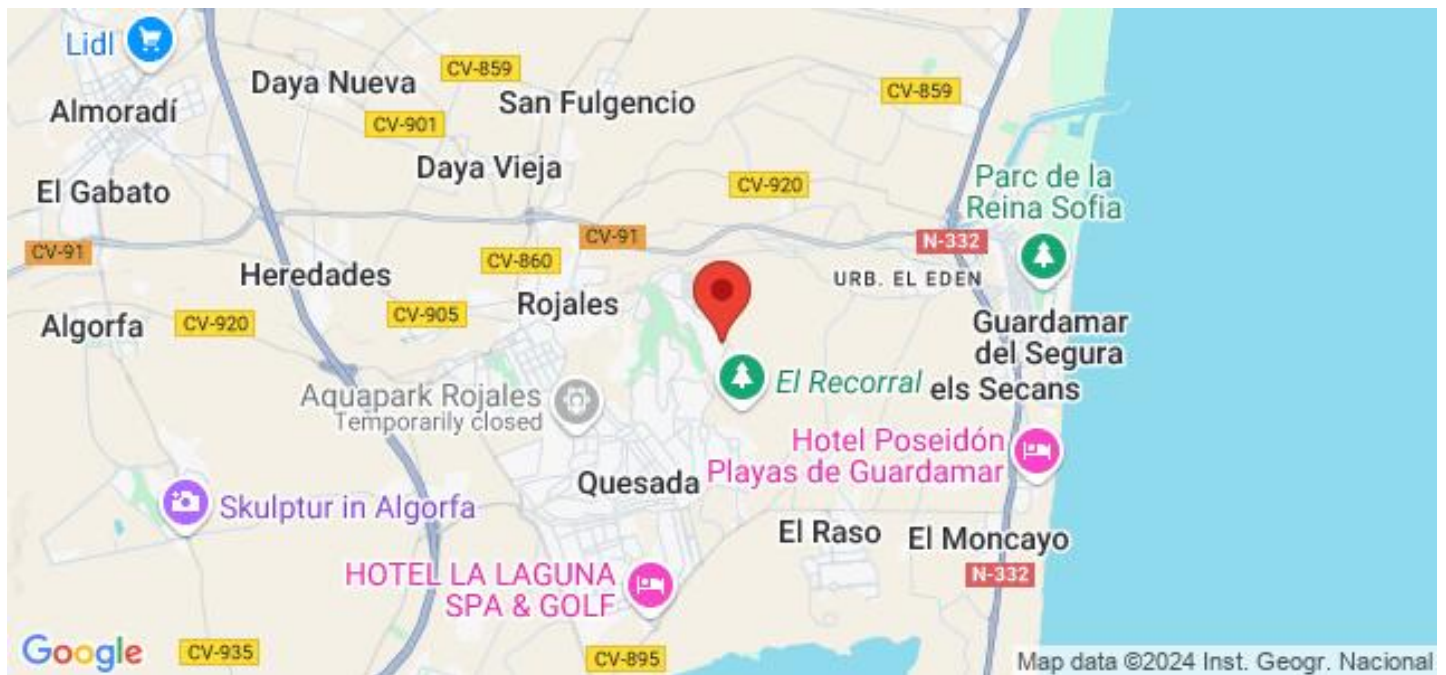 Lidl
Almoradí
Daya Nueva
CV-859
San Fulgencio
CV-859
CV-901
El Gabato
Daya Vieja
CV-920
Parc de la
Reina Sofia
CV-91
Heredades
CV-860
CV-91
N-332
URB. EL EDEN
Algorfa
CV-920
CV-905
Rojales
Guardamar
del Segura
Aquapark Rojales
Temporarily closed
El Recorral
els Secans
Hotel Poseidón
Playas de Guardamar
Quesada
Skulptur in Algorfa
El Raso
El Moncayo
HOTEL LA LAGUNA
SPA & GOLF
N-332
Google
CV-935
CV-895
Map data ©2024 Inst. Geogr. Nacional